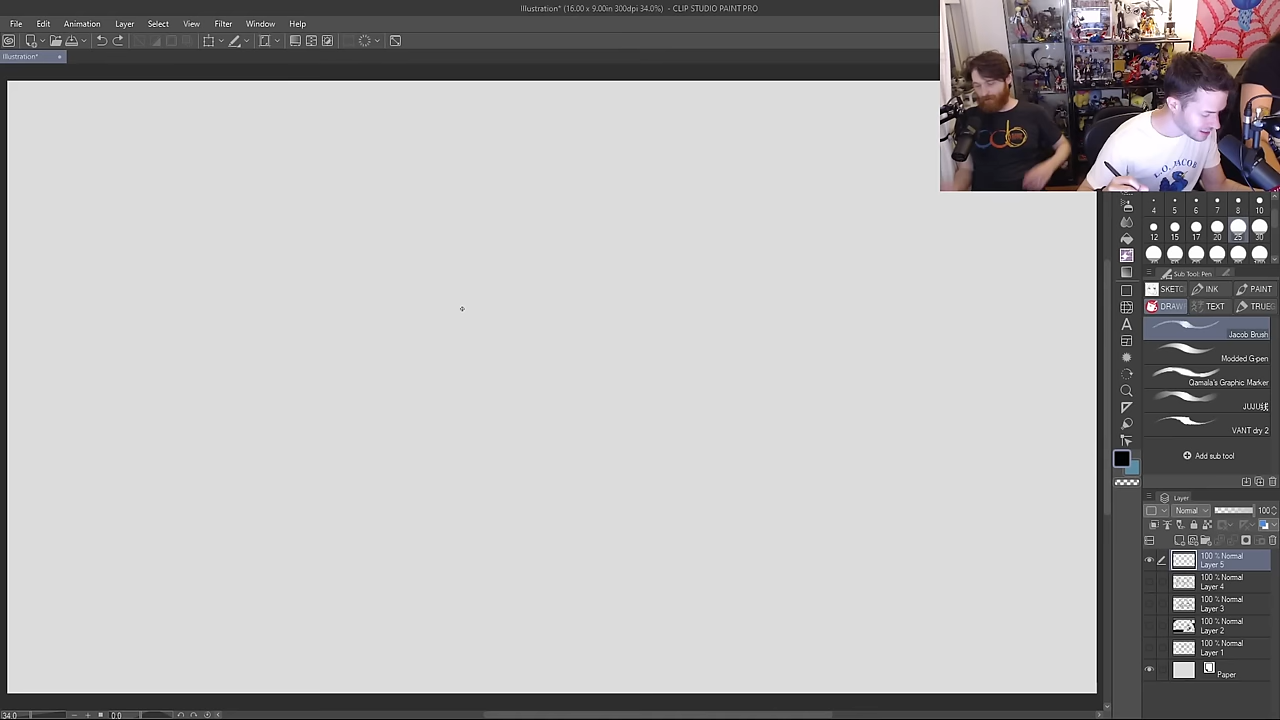 Illustration* (16.00 x 9.00in 300dpi 34.0%) - CLIP STUDIO PAINT PRO
File Edit Animation Layer Select View Filter Window Help
Illustration*
4 5 6 7 8 10
12 15 17 20 25 30
Sub Tool: Pen
SKETC INK PAINT
DRAW TEXT TRUE
Jacob Brush
Modded G-pen
Qamala's Graphic Marker
VANT dry 2
Add sub tool
Layer
Normal 100
100 % Normal
Layer 5
100 % Normal
Layer 4
100 % Normal
Layer 3
100 % Normal
Layer 2
100 % Normal
Layer 1
Paper
34.0 0.0